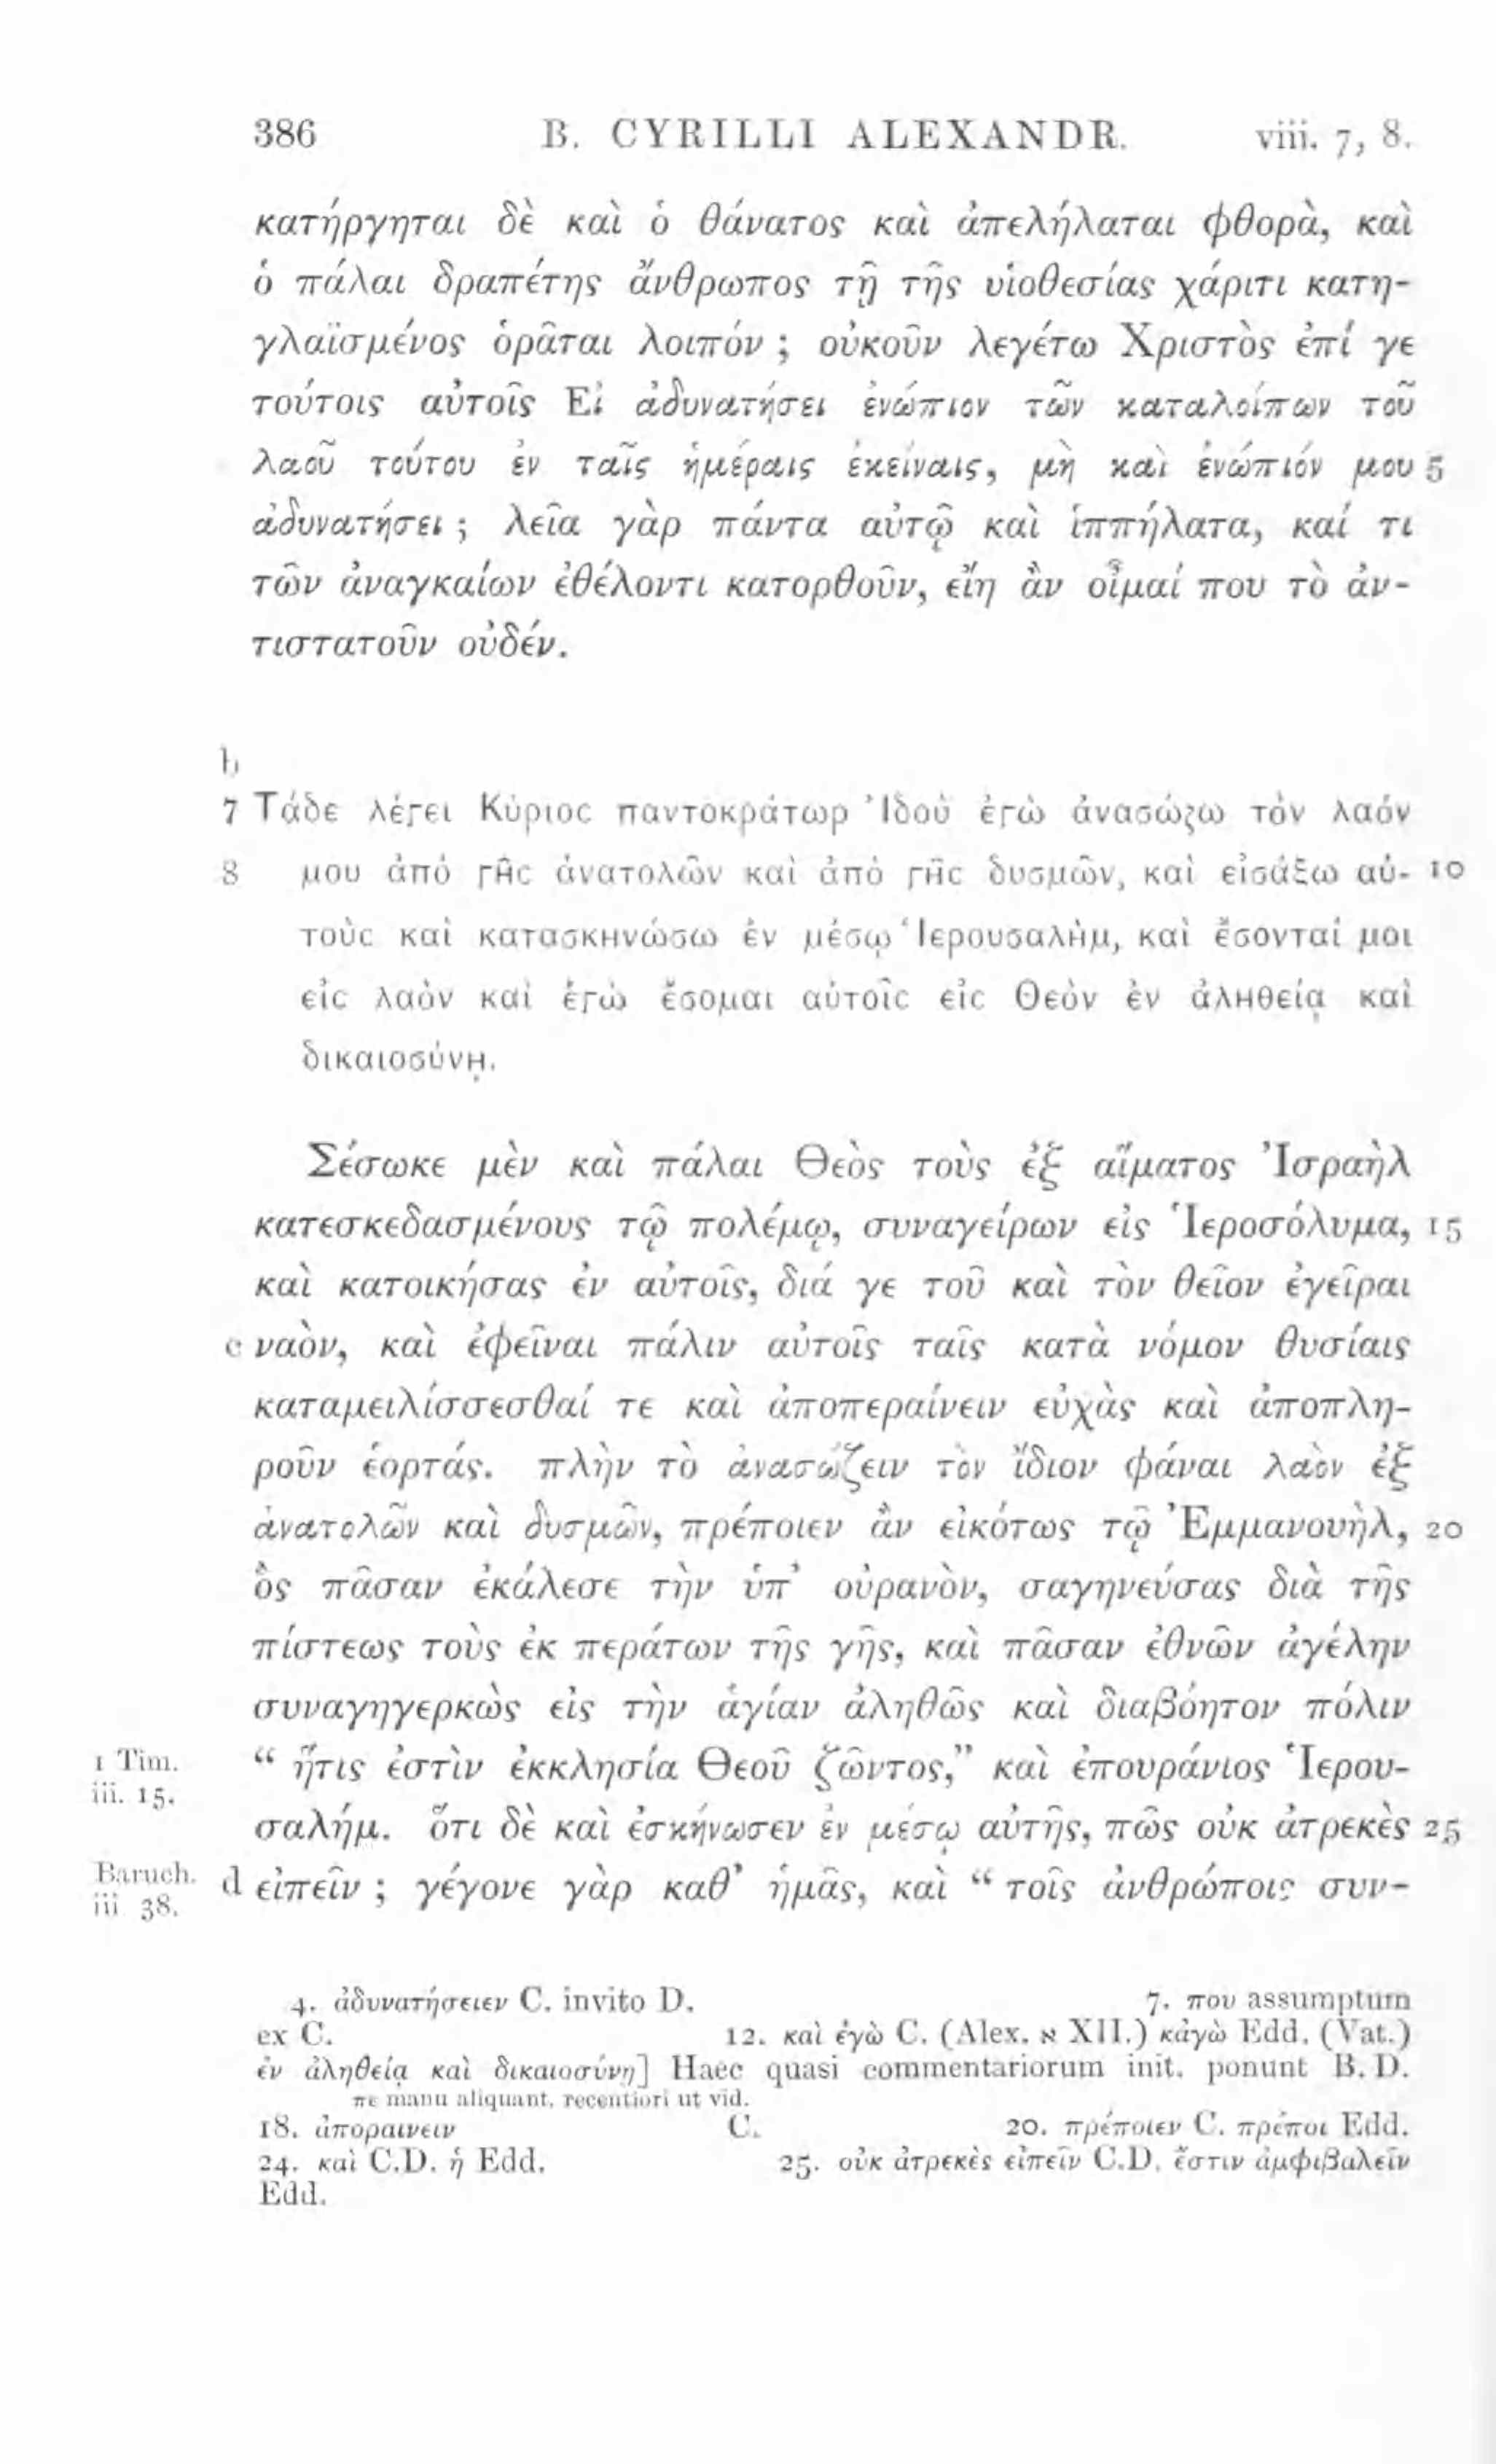 386 B. CYRILLI ALEXANDR. viii. 7, 8.
κατήργηται δὲ καὶ ὁ θάνατος καὶ ἀπελήλαται φθορὰ, καὶ
ὁ πάλαι δραπέτης ἄνθρωπος τῇ τῆς υἱοθεσίας χάριτι κατη-
γλαϊσμένος ὁρᾶται λοιπόν ; οὐκοῦν λεγέτω Χριστὸς ἐπί γε
τούτοις αὐτοῖς Εἰ ἀδυνατήσει ἐνώπιον τῶν καταλοίπων τοῦ
λαοῦ τούτου ἐν ταῖς ἡμέραις ἐκείναις, μὴ καὶ ἐνώπιόν μου 5
ἀδυνατήσει ; λεῖα γὰρ πάντα αὐτῷ καὶ ἱππήλατα, καί τι
τῶν ἀναγκαίων ἐθέλοντι κατορθοῦν, εἴη ἂν οἶμαί που τὸ ἀν-
τιστατοῦν οὐδέν.
b
7 Τάδε λέγει Κύριος παντοκράτωρ Ἰδοὺ ἐγὼ ἀνασώζω τὸν λαόν
8 μου ἀπὸ γῆς ἀνατολῶν καὶ ἀπὸ γῆς δυσμῶν, καὶ εἰσάξω αὐ- 10
τοὺς καὶ κατασκηνώσω ἐν μέσῳ Ἱερουσαλὴμ, καὶ ἔσονταί μοι
εἰς λαὸν καὶ ἐγὼ ἔσομαι αὐτοῖς εἰς Θεὸν ἐν ἀληθείᾳ καὶ
δικαιοσύνῃ.
Σέσωκε μὲν καὶ πάλαι Θεὸς τοὺς ἐξ αἵματος Ἰσραὴλ
κατεσκεδασμένους τῷ πολέμῳ, συναγείρων εἰς Ἱεροσόλυμα, 15
καὶ κατοικήσας ἐν αὐτοῖς, διά γε τοῦ καὶ τὸν θεῖον ἐγεῖραι
c ναὸν, καὶ ἐφεῖναι πάλιν αὐτοῖς ταῖς κατὰ νόμον θυσίαις
καταμειλίσσεσθαί τε καὶ ἀποπεραίνειν εὐχὰς καὶ ἀποπλη-
ροῦν ἑορτάς. πλὴν τὸ ἀνασώζειν τὸν ἴδιον φάναι λαὸν ἐξ
ἀνατολῶν καὶ δυσμῶν, πρέποιεν ἂν εἰκότως τῷ Ἐμμανουὴλ, 20
ὃς πᾶσαν ἐκάλεσε τὴν ὑπ’ οὐρανὸν, σαγηνεύσας διὰ τῆς
πίστεως τοὺς ἐκ περάτων τῆς γῆς, καὶ πᾶσαν ἐθνῶν ἀγέλην
συναγηγερκὼς εἰς τὴν ἁγίαν ἀληθῶς καὶ διαβόητον πόλιν
1 Tim. iii. 15. “ ἥτις ἐστὶν ἐκκλησία Θεοῦ ζῶντος,” καὶ ἐπουράνιος Ἱερου-
σαλήμ. ὅτι δὲ καὶ ἐσκήνωσεν ἐν μέσῳ αὐτῆς, πῶς οὐκ ἀτρεκὲς 25
Baruch. iii 38. d εἰπεῖν ; γέγονε γὰρ καθ’ ἡμᾶς, καὶ “ τοῖς ἀνθρώποις συν-
4. ἀδυνατήσειεν C. invito D. 7. που assumptum
ex C. 12. καὶ ἐγὼ C. (Alex. א XII.) κἀγὼ Edd. (Vat.)
ἐν ἀληθείᾳ καὶ δικαιοσύνῃ] Haec quasi commentariorum init. ponunt B. D.
πε manu aliquant. recentiori ut vid.
18. ἀποραινειν C. 20. πρέποιεν C. πρέποι Edd.
24. καὶ C.D. ἡ Edd. 25. οὐκ ἀτρεκὲς εἰπεῖν C.D. ἔστιν ἀμφιβαλεῖν
Edd.